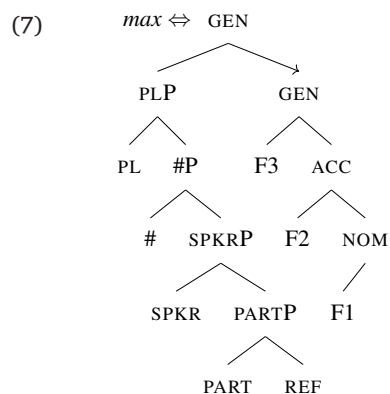 (7) max ⇔ GEN
PLP GEN
PL #P F3 ACC
# SPKRP F2 NOM
SPKR PARTP F1
PART REF